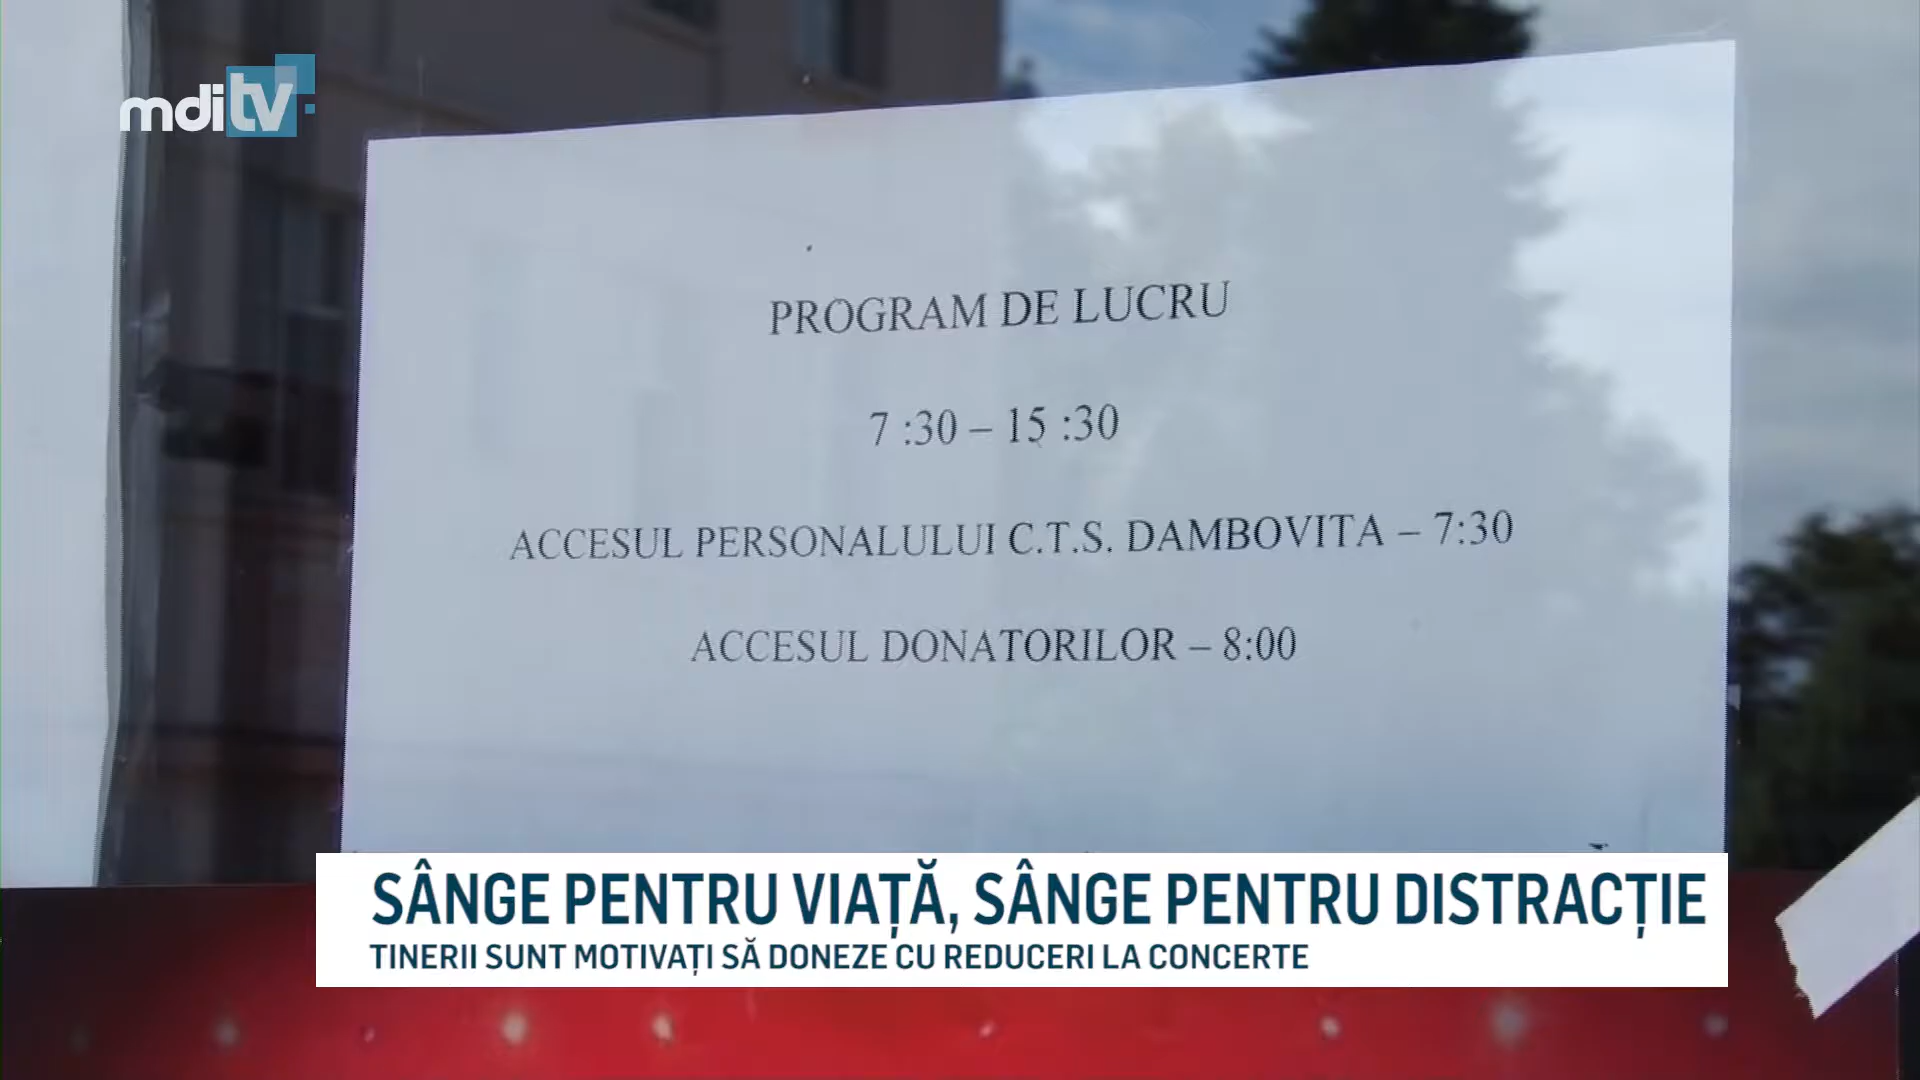 mditv
PROGRAM DE LUCRU
7 :30 – 15 :30
ACCESUL PERSONALULUI C.T.S. DAMBOVITA – 7:30
ACCESUL DONATORILOR – 8:00
SÂNGE PENTRU VIAȚĂ, SÂNGE PENTRU DISTRACȚIE
TINERII SUNT MOTIVAȚI SĂ DONEZE CU REDUCERI LA CONCERTE